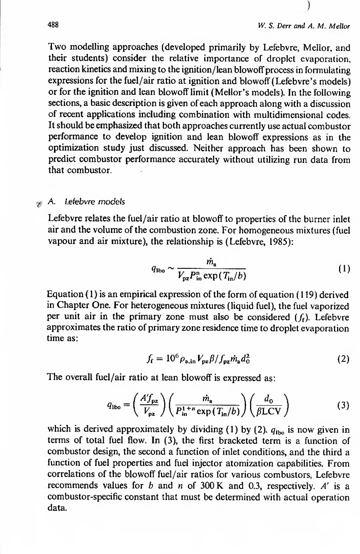 488
W. S. Derr and A. M. Mellor
Two modelling approaches (developed primarily by Lefebvre, Mellor, and
their students) consider the relative importance of droplet evaporation,
reaction kinetics and mixing to the ignition/lean blowoff process in formulating
expressions for the fuel/air ratio at ignition and blowoff (Lefebvre's models)
or for the ignition and lean blowoff limit (Mellor's models). In the following
sections, a basic description is given of each approach along with a discussion
of recent applications including combination with multidimensional codes.
It should be emphasized that both approaches currently use actual combustor
performance to develop ignition and lean blowoff expressions as in the
optimization study just discussed. Neither approach has been shown to
predict combustor performance accurately without utilizing run data from
that combustor.
A. Lefebvre models
Lefebvre relates the fuel/air ratio at blowoff to properties of the burner inlet
air and the volume of the combustion zone. For homogeneous mixtures (fuel
vapour and air mixture), the relationship is (Lefebvre, 1985):
q_lbo ~ ṁ_a / (V_pz P_in^n exp(T_in/b)) (1)
Equation (1) is an empirical expression of the form of equation (119) derived
in Chapter One. For heterogeneous mixtures (liquid fuel), the fuel vaporized
per unit air in the primary zone must also be considered (f_f). Lefebvre
approximates the ratio of primary zone residence time to droplet evaporation
time as:
f_f = 10^6 ρ_a,in V_pz β/f_pz ṁ_a d_0^2 (2)
The overall fuel/air ratio at lean blowoff is expressed as:
q_lbo = (A'f_pz / V_pz) (ṁ_a / (P_in^(1+n) exp(T_in/b))) (d_0 / (βLCV)) (3)
which is derived approximately by dividing (1) by (2). q_lbo is now given in
terms of total fuel flow. In (3), the first bracketed term is a function of
combustor design, the second a function of inlet conditions, and the third a
function of fuel properties and fuel injector atomization capabilities. From
correlations of the blowoff fuel/air ratios for various combustors, Lefebvre
recommends values for b and n of 300 K and 0.3, respectively. A' is a
combustor-specific constant that must be determined with actual operation
data.